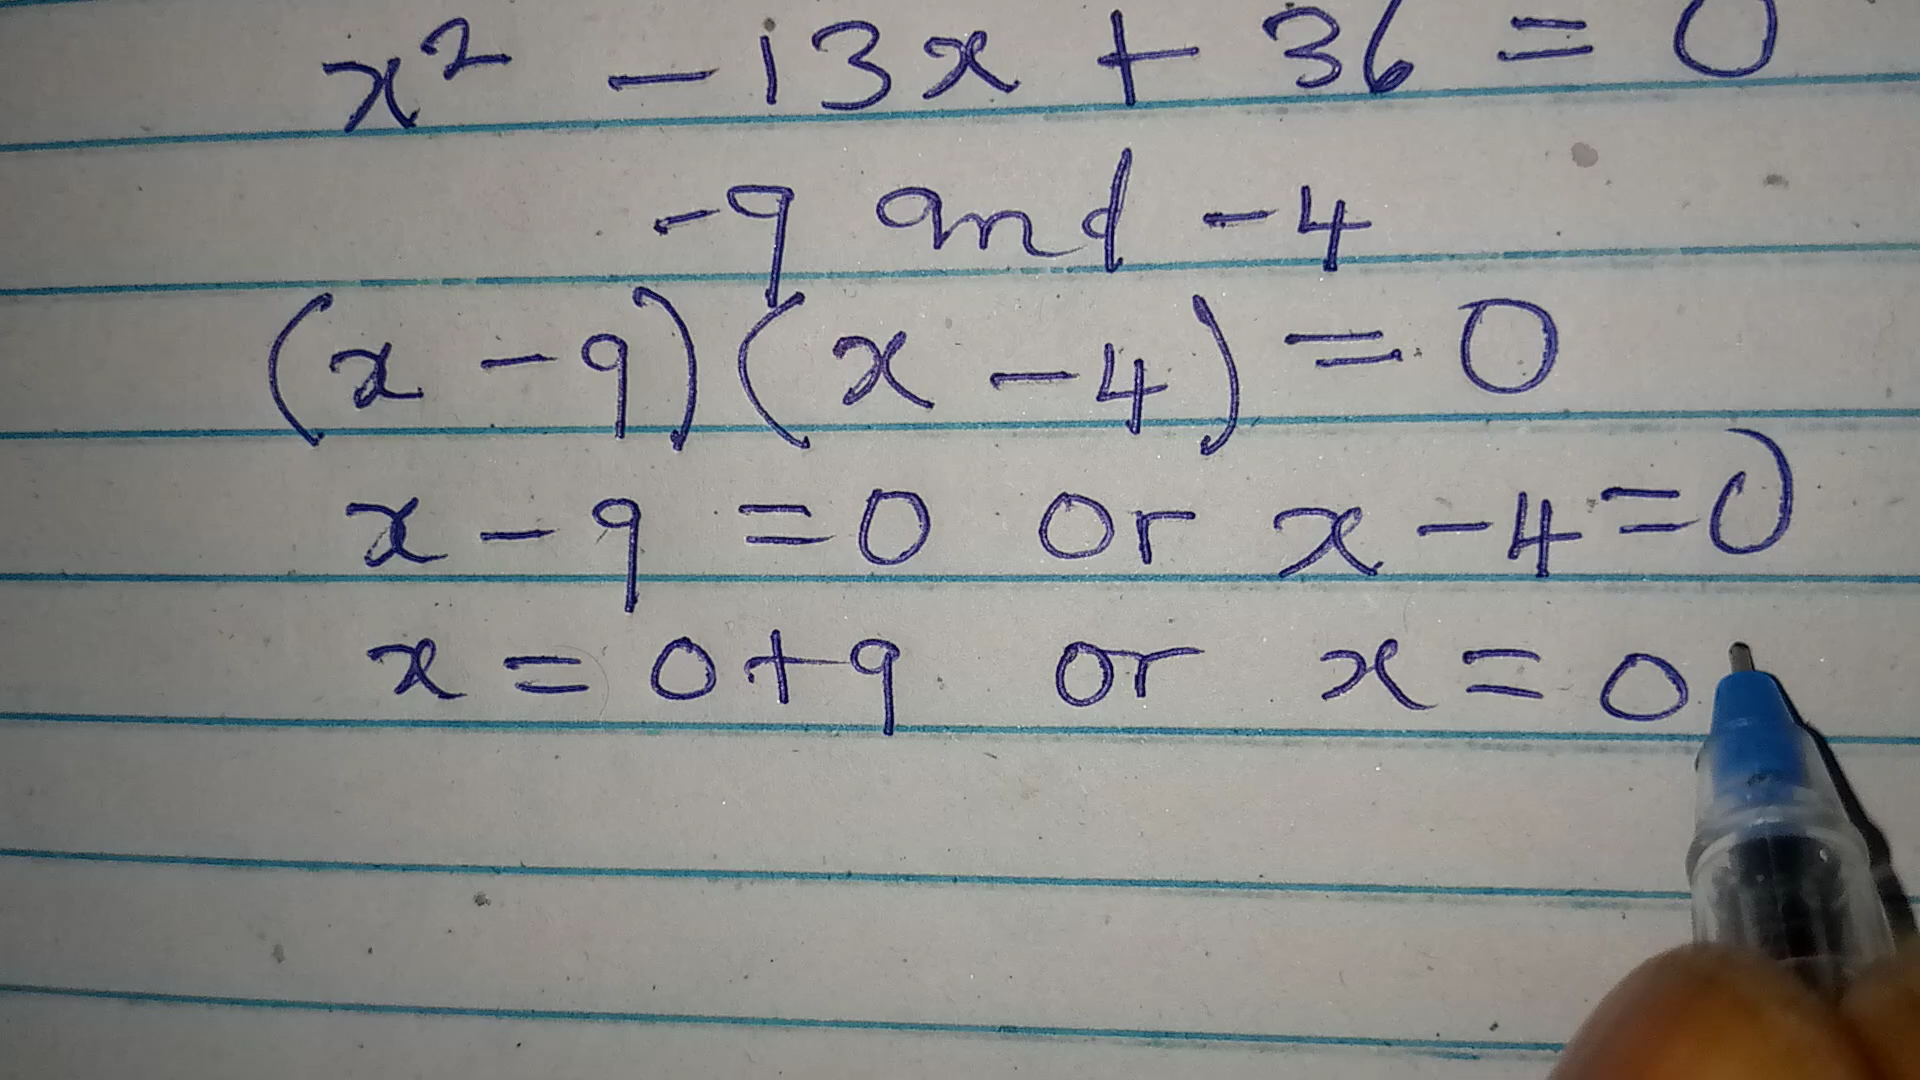 x² - 13x + 36 = 0
-9 and -4
(x - 9)(x - 4) = 0
x - 9 = 0 or x - 4 = 0
x = 0 + 9 or x = 0